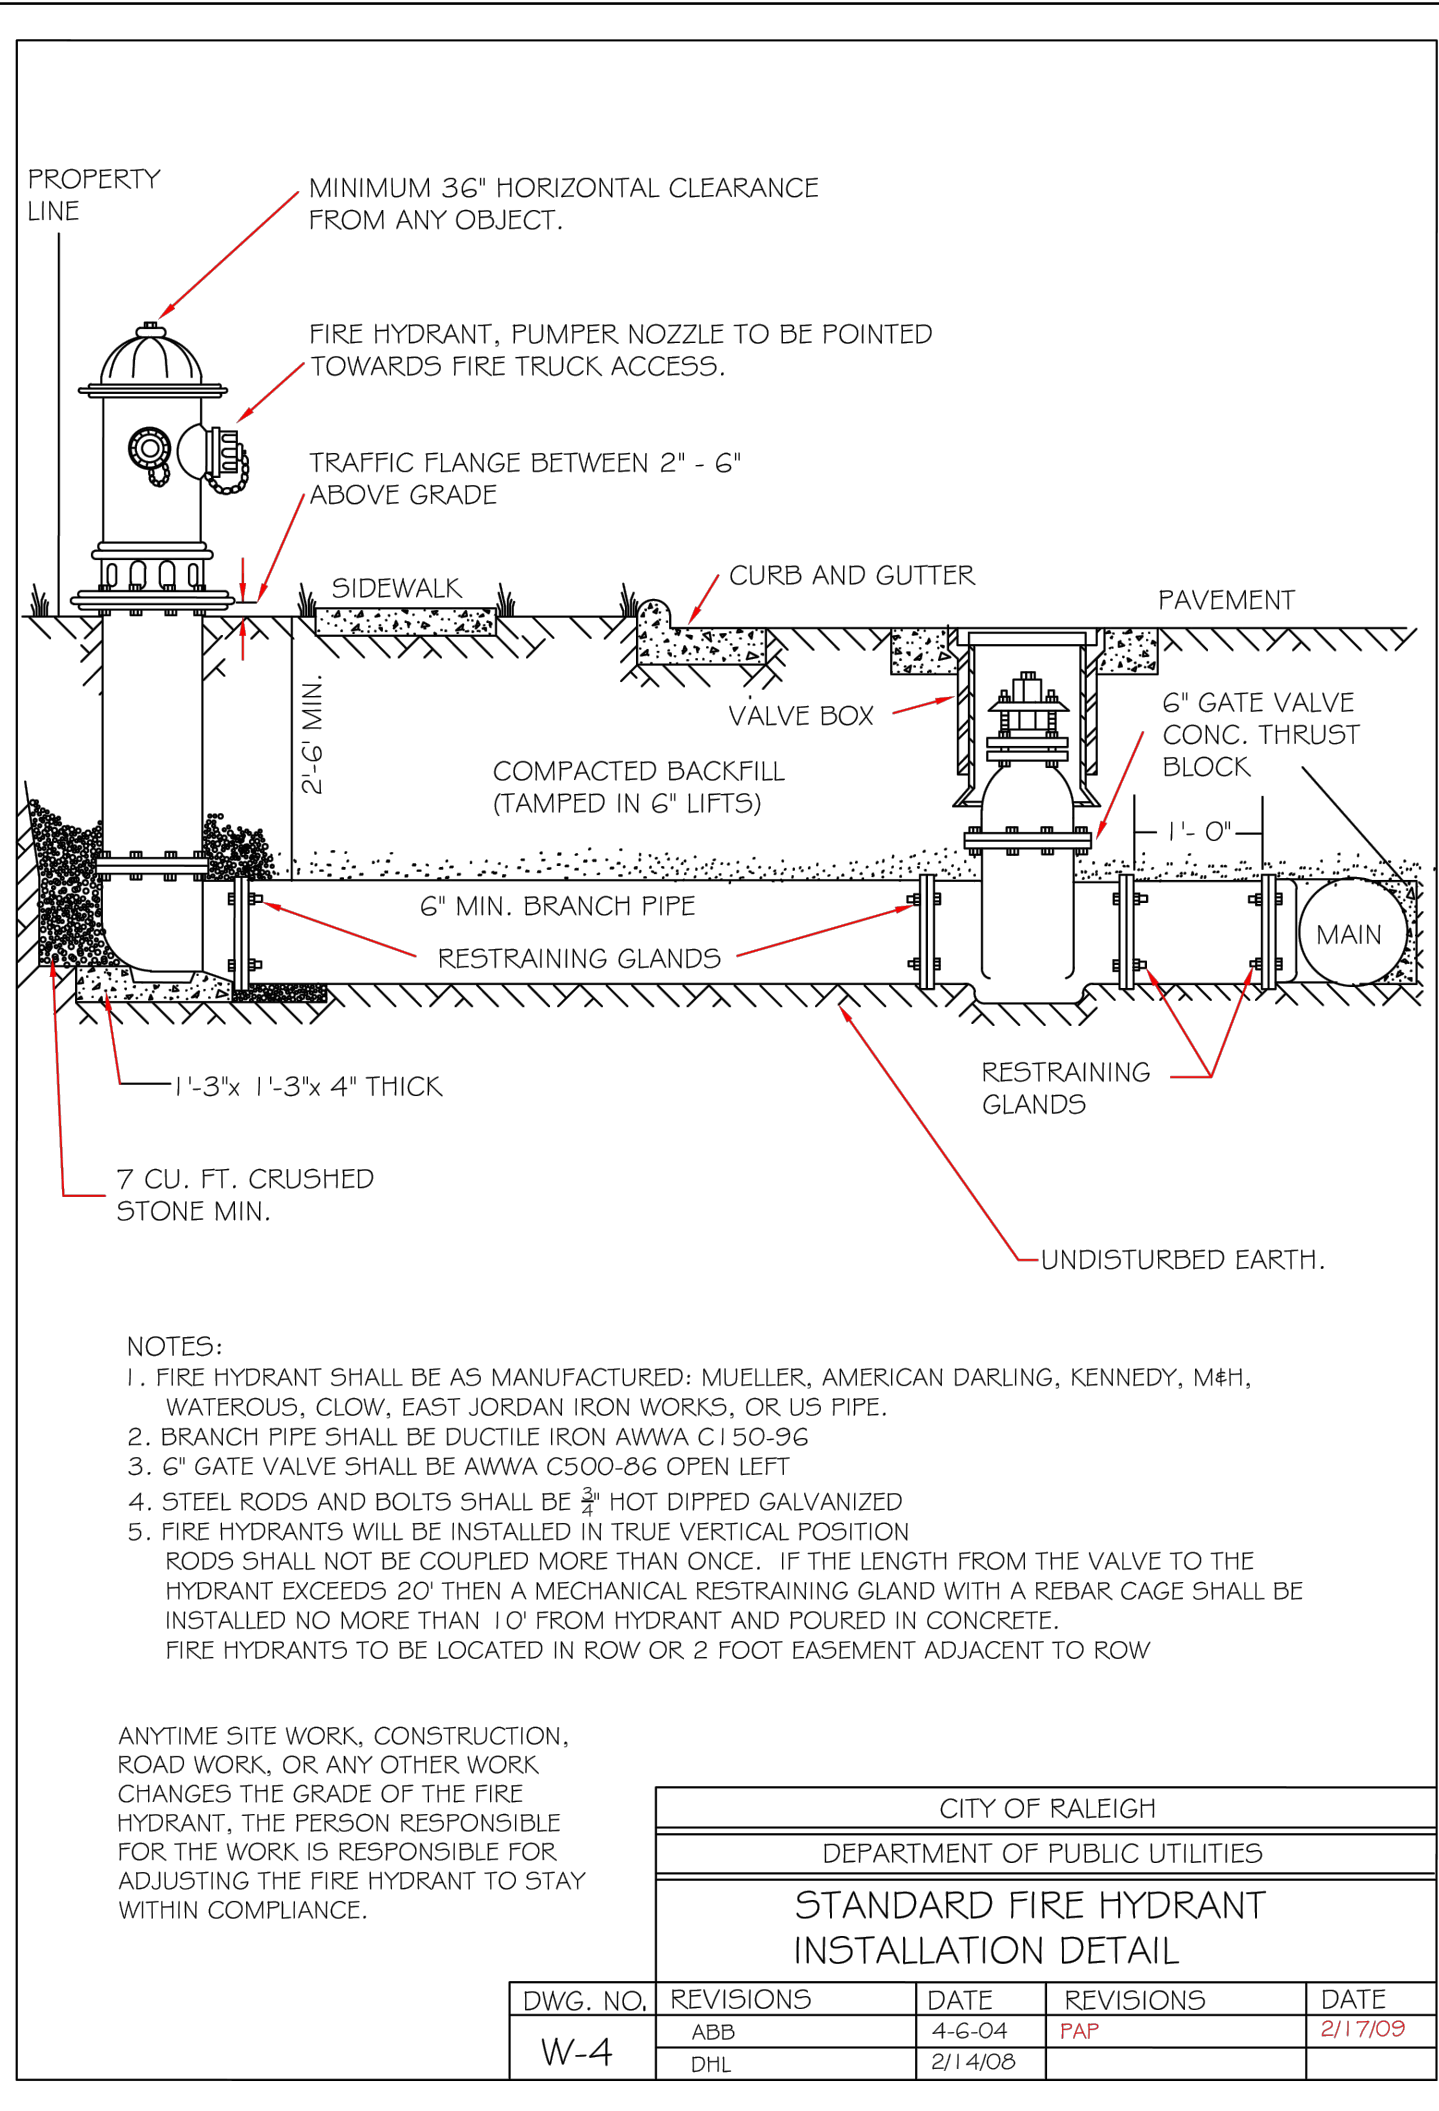 PROPERTY
LINE
MINIMUM 36" HORIZONTAL CLEARANCE
FROM ANY OBJECT.
FIRE HYDRANT, PUMPER NOZZLE TO BE POINTED
TOWARDS FIRE TRUCK ACCESS.
TRAFFIC FLANGE BETWEEN 2" - 6"
ABOVE GRADE
SIDEWALK
CURB AND GUTTER
PAVEMENT
2'-6' MIN.
VALVE BOX
6" GATE VALVE
CONC. THRUST
BLOCK
COMPACTED BACKFILL
(TAMPED IN 6" LIFTS)
1'- 0"
6" MIN. BRANCH PIPE
RESTRAINING GLANDS
MAIN
RESTRAINING
GLANDS
1'-3"x 1'-3"x 4" THICK
7 CU. FT. CRUSHED
STONE MIN.
UNDISTURBED EARTH.
NOTES:
1. FIRE HYDRANT SHALL BE AS MANUFACTURED: MUELLER, AMERICAN DARLING, KENNEDY, M&H,
WATEROUS, CLOW, EAST JORDAN IRON WORKS, OR US PIPE.
2. BRANCH PIPE SHALL BE DUCTILE IRON AWWA C150-96
3. 6" GATE VALVE SHALL BE AWWA C500-86 OPEN LEFT
4. STEEL RODS AND BOLTS SHALL BE 3/4" HOT DIPPED GALVANIZED
5. FIRE HYDRANTS WILL BE INSTALLED IN TRUE VERTICAL POSITION
RODS SHALL NOT BE COUPLED MORE THAN ONCE. IF THE LENGTH FROM THE VALVE TO THE
HYDRANT EXCEEDS 20' THEN A MECHANICAL RESTRAINING GLAND WITH A REBAR CAGE SHALL BE
INSTALLED NO MORE THAN 10' FROM HYDRANT AND POURED IN CONCRETE.
FIRE HYDRANTS TO BE LOCATED IN ROW OR 2 FOOT EASEMENT ADJACENT TO ROW
ANYTIME SITE WORK, CONSTRUCTION,
ROAD WORK, OR ANY OTHER WORK
CHANGES THE GRADE OF THE FIRE
HYDRANT, THE PERSON RESPONSIBLE
FOR THE WORK IS RESPONSIBLE FOR
ADJUSTING THE FIRE HYDRANT TO STAY
WITHIN COMPLIANCE.
CITY OF RALEIGH
DEPARTMENT OF PUBLIC UTILITIES
STANDARD FIRE HYDRANT
INSTALLATION DETAIL
DWG. NO. REVISIONS DATE REVISIONS DATE
W-4
ABB 4-6-04 PAP 2/17/09
DHL 2/14/08